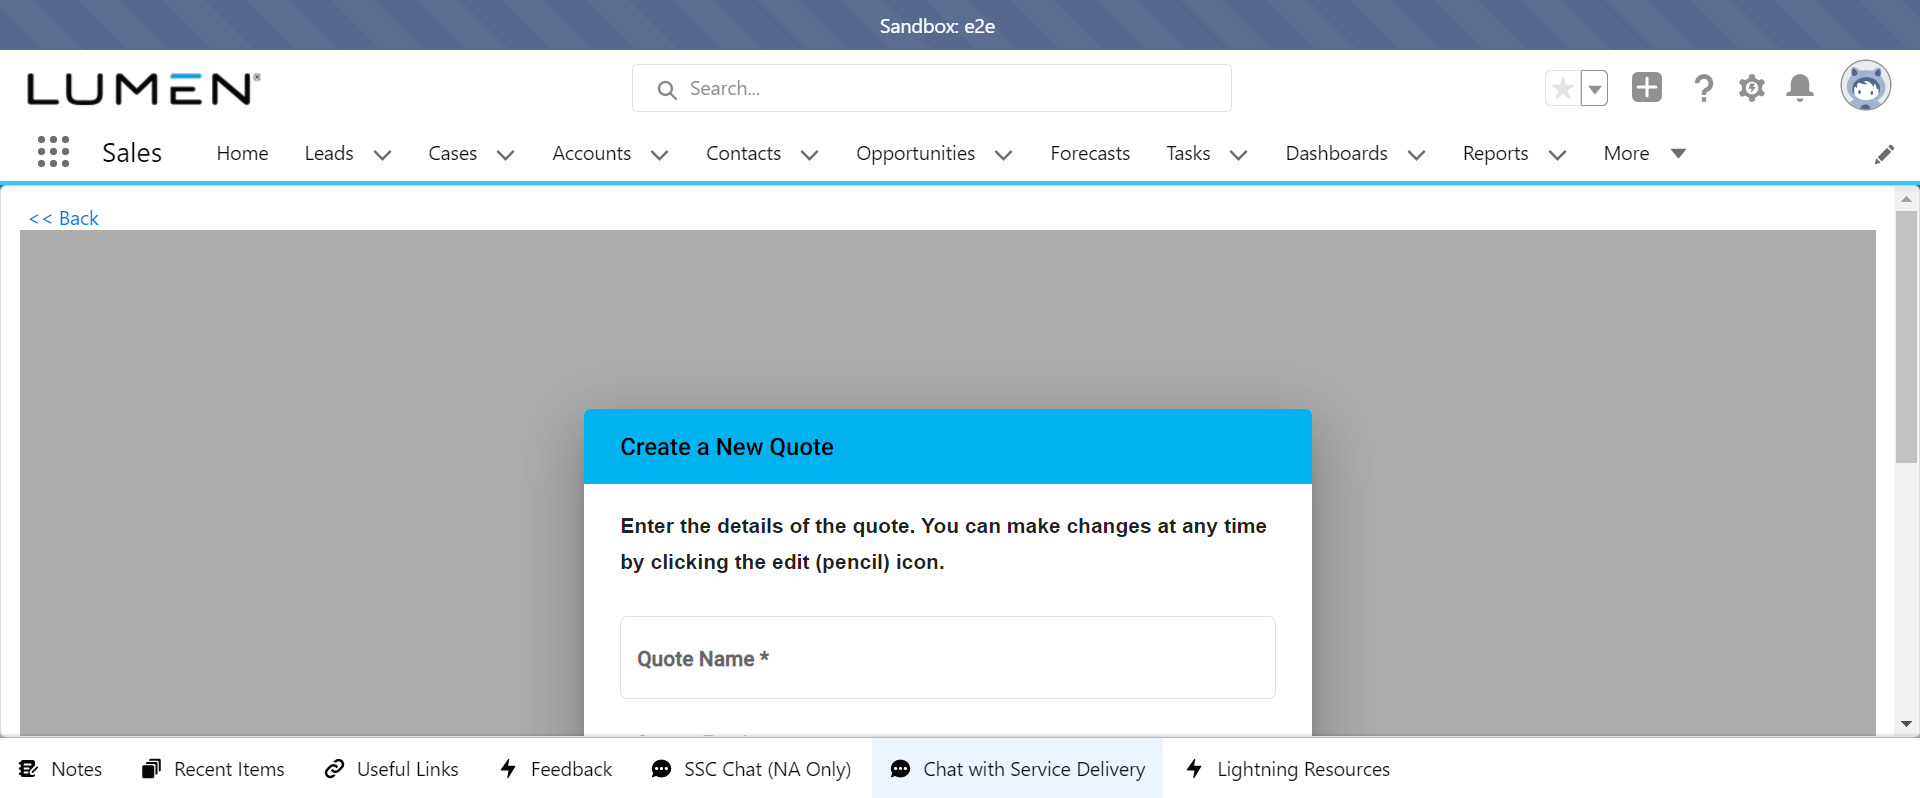 Sandbox: e2e
LUMEN
Search...
Sales
Home
Leads
Cases
Accounts
Contacts
Opportunities
Forecasts
Tasks
Dashboards
Reports
More
<< Back
Create a New Quote
Enter the details of the quote. You can make changes at any time
by clicking the edit (pencil) icon.
Quote Name *
Notes
Recent Items
Useful Links
Feedback
SSC Chat (NA Only)
Chat with Service Delivery
Lightning Resources